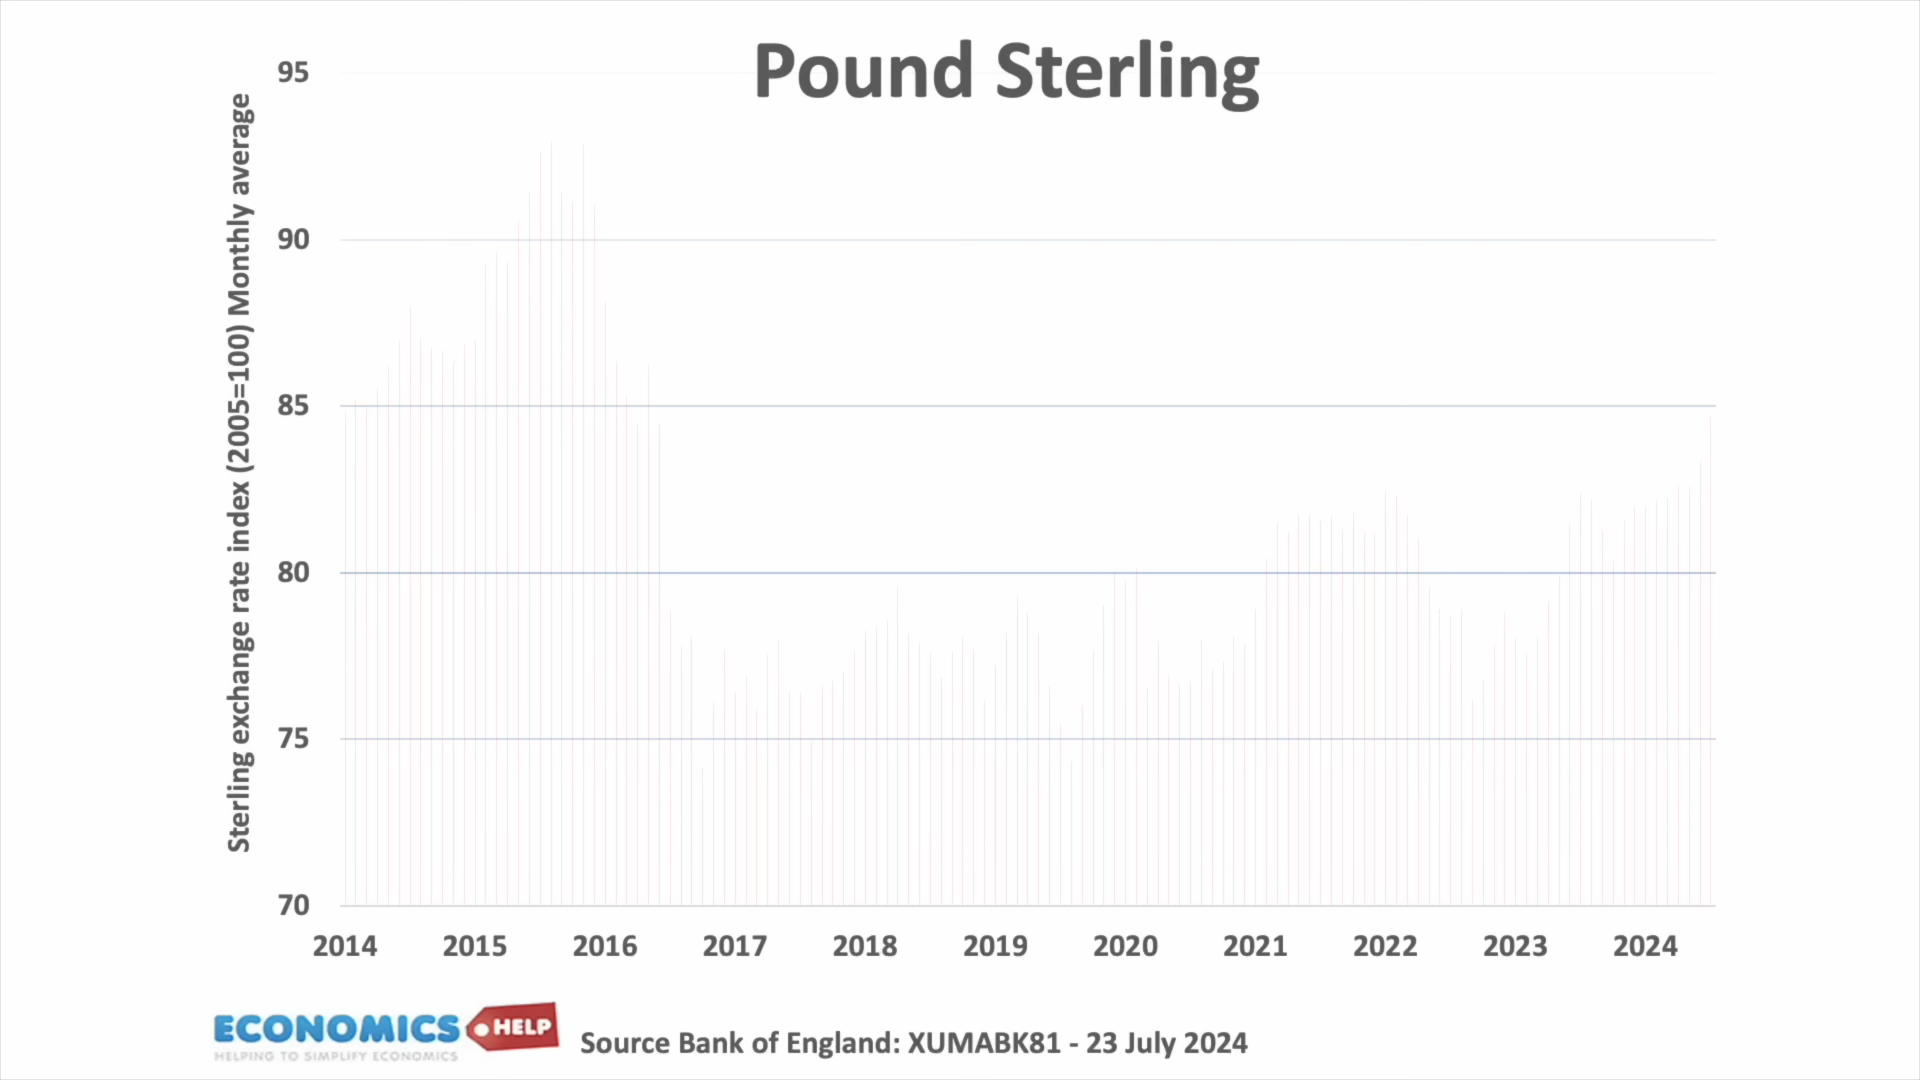 Pound Sterling
Sterling exchange rate index (2005=100) Monthly average
95
90
85
80
75
70
2014 2015 2016 2017 2018 2019 2020 2021 2022 2023 2024
ECONOMICS HELP
HELPING TO SIMPLIFY ECONOMICS
Source Bank of England: XUMABK81 - 23 July 2024